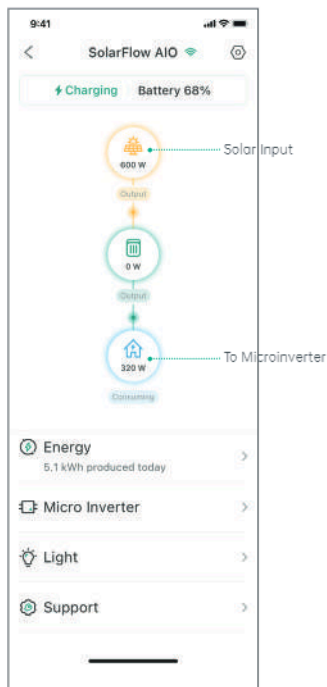 9:41
SolarFlow AIO
Charging Battery 68%
600 W
Solar Input
Output
0 W
Output
320 W
To Microinverter
Consuming
Energy
5.1 kWh produced today
Micro Inverter
Light
Support